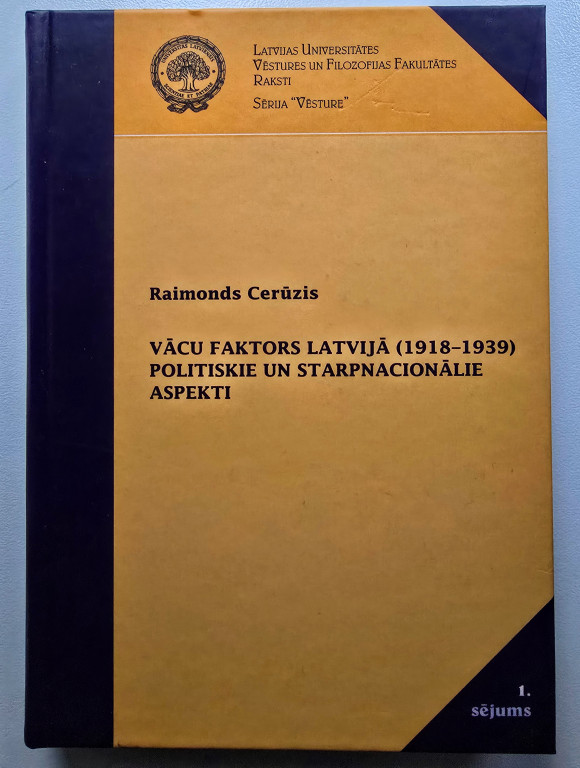 LATVIJAS UNIVERSITĀTES
VĒSTURES UN FILOZOFIJAS FAKULTĀTES
RAKSTI
SĒRIJA "VĒSTURE"
Raimonds Cerūzis
VĀCU FAKTORS LATVIJĀ (1918–1939)
POLITISKIE UN STARPNACIONĀLIE
ASPEKTI
1.
sējums